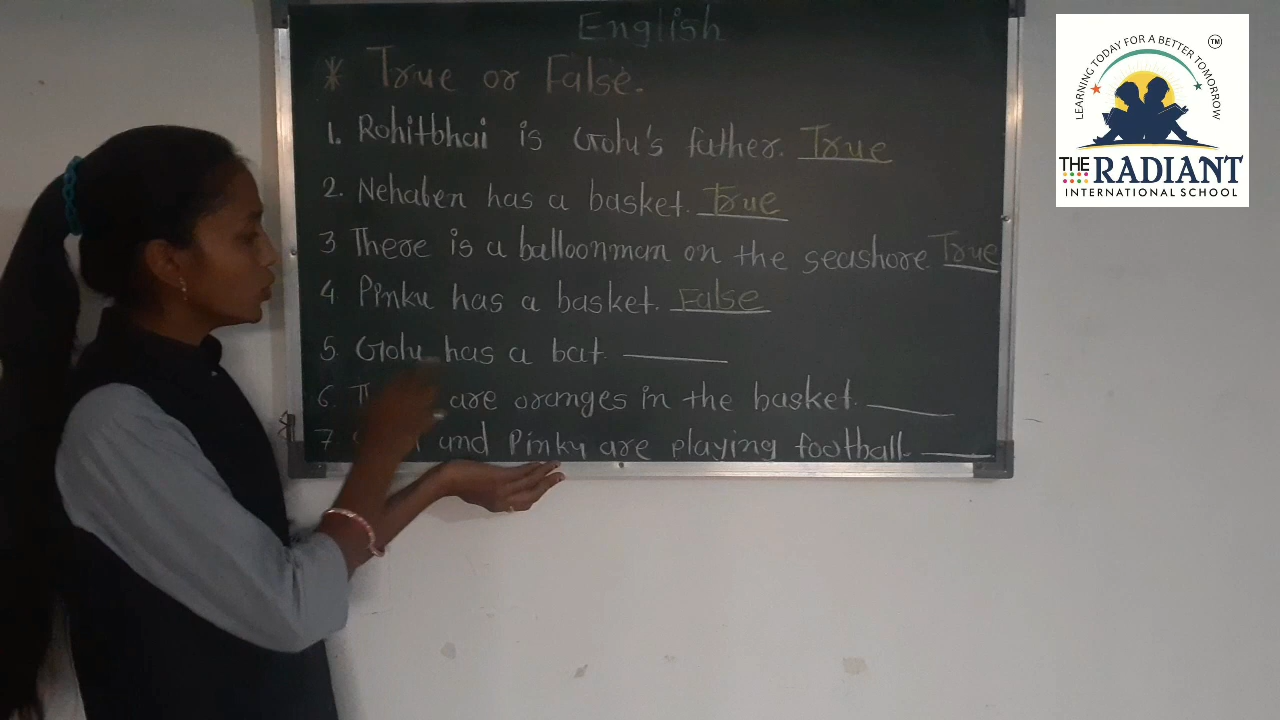 English
* True or False.
1. Rohitbhai is Golu's father. True
2. Nehaben has a basket. True
3 There is a balloonman on the seashore. True
4 Pinku has a basket. False
5. Golu has a bat.
6. are oranges in the basket.
7. and Pinky are playing football.
LEARNING TODAY FOR A BETTER TOMORROW
TM
THE RADIANT
INTERNATIONAL SCHOOL